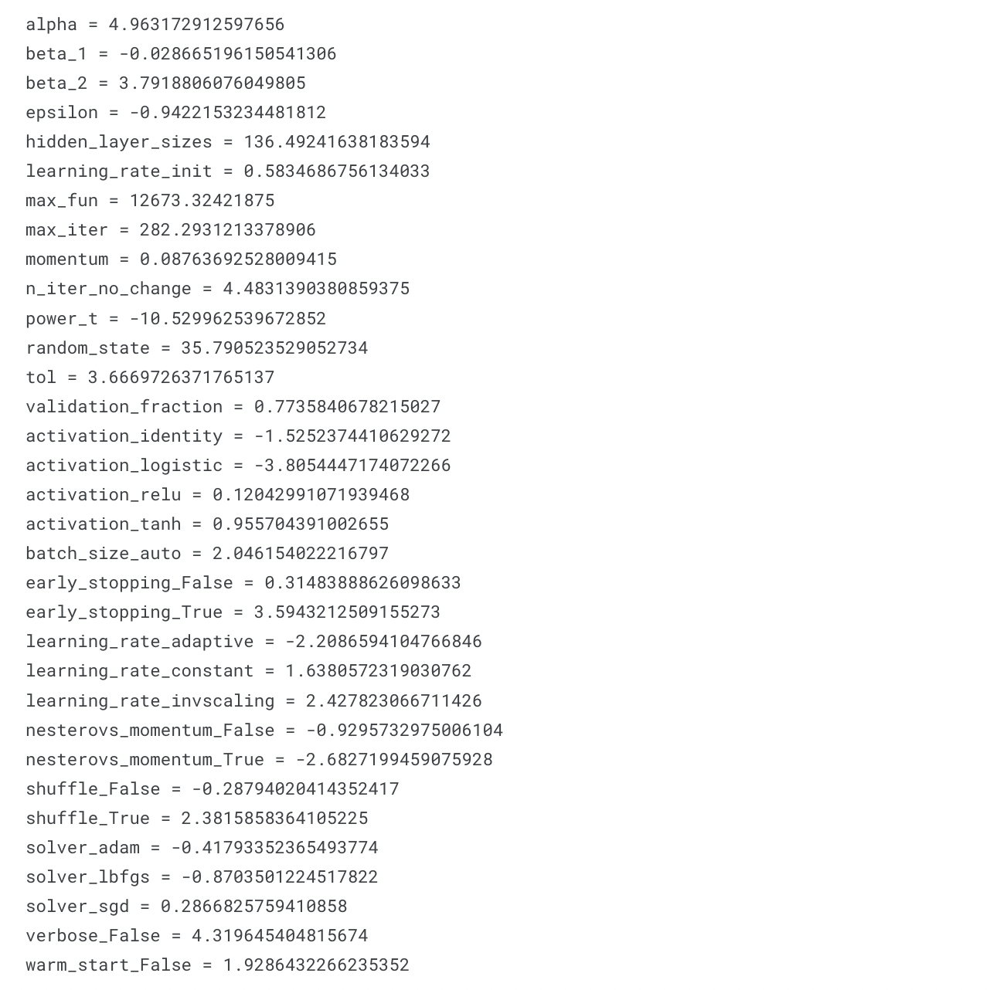 alpha = 4.963172912597656
beta_1 = -0.028665196150541306
beta_2 = 3.7918806076049805
epsilon = -0.9422153234481812
hidden_layer_sizes = 136.49241638183594
learning_rate_init = 0.5834686756134033
max_fun = 12673.32421875
max_iter = 282.2931213378906
momentum = 0.08763692528009415
n_iter_no_change = 4.4831390380859375
power_t = -10.529962539672852
random_state = 35.790523529052734
tol = 3.6669726371765137
validation_fraction = 0.7735840678215027
activation_identity = -1.5252374410629272
activation_logistic = -3.8054447174072266
activation_relu = 0.12042991071939468
activation_tanh = 0.955704391002655
batch_size_auto = 2.046154022216797
early_stopping_False = 0.31483888626098633
early_stopping_True = 3.5943212509155273
learning_rate_adaptive = -2.2086594104766846
learning_rate_constant = 1.6380572319030762
learning_rate_invscaling = 2.427823066711426
nesterovs_momentum_False = -0.9295732975006104
nesterovs_momentum_True = -2.6827199459075928
shuffle_False = -0.28794020414352417
shuffle_True = 2.3815858364105225
solver_adam = -0.41793352365493774
solver_lbfgs = -0.8703501224517822
solver_sgd = 0.2866825759410858
verbose_False = 4.319645404815674
warm_start_False = 1.9286432266235352